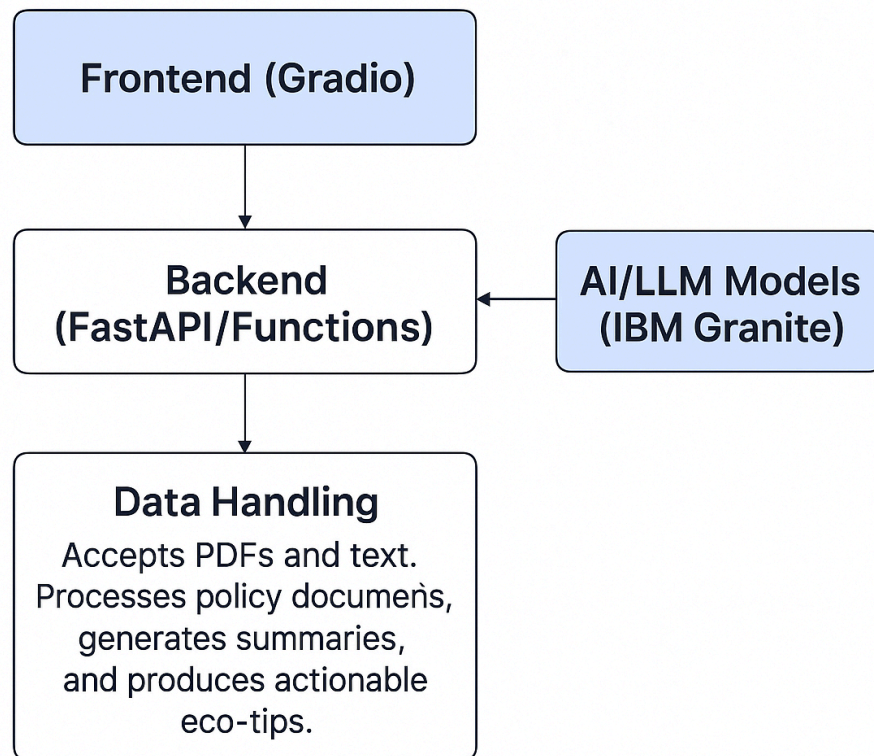 Frontend (Gradio)
Backend
(FastAPI/Functions)
AI/LLM Models
(IBM Granite)
Data Handling
Accepts PDFs and text.
Processes policy documeǹs,
generates summaries,
and produces actionable
eco-tips.